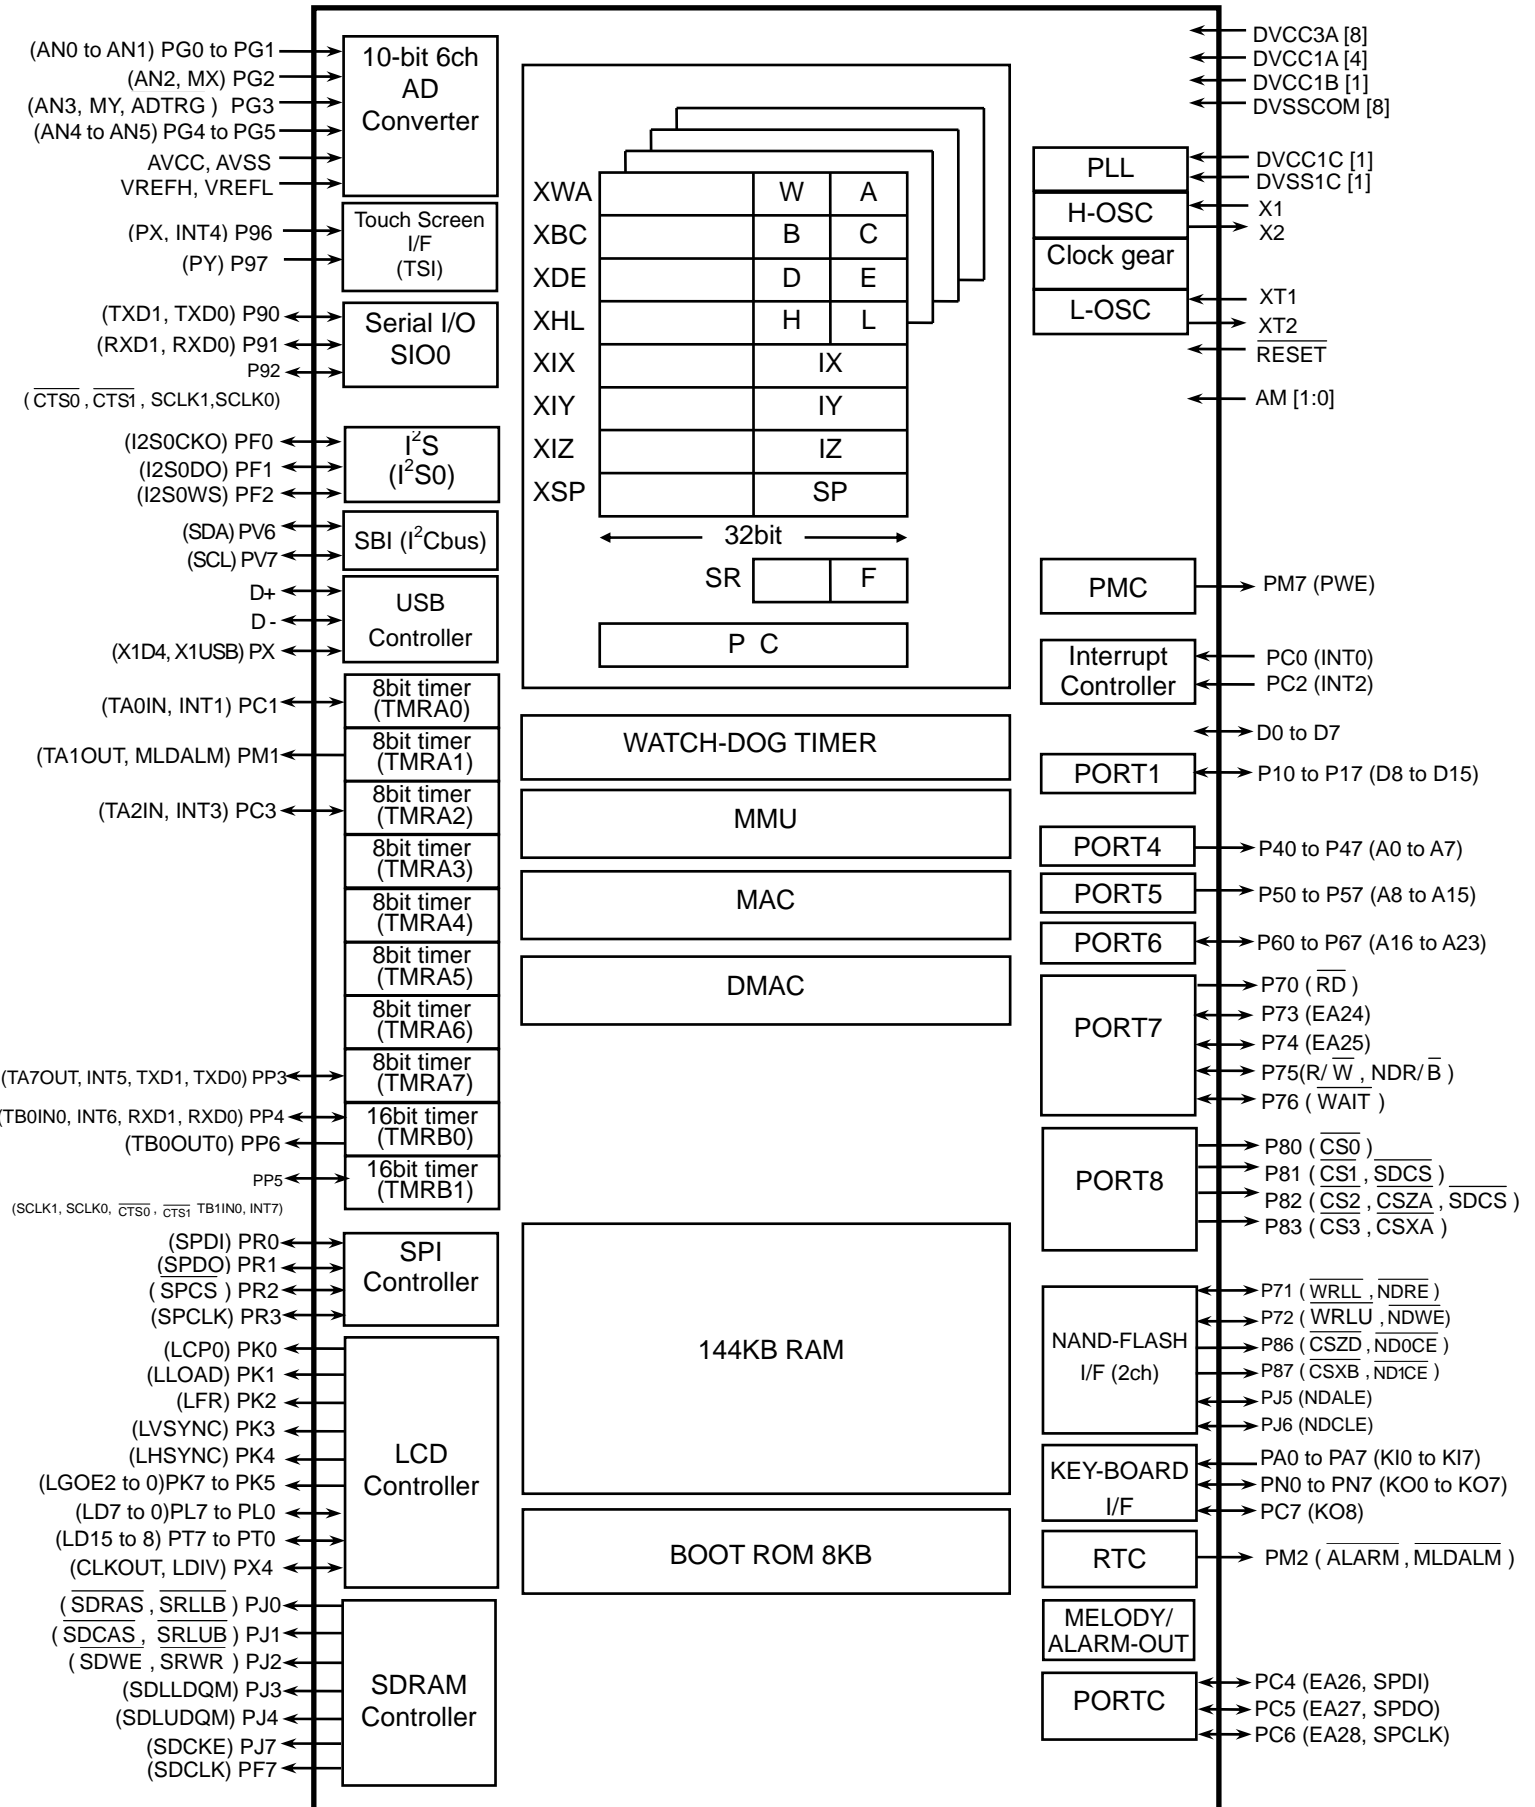 (AN0 to AN1) PG0 to PG1
(AN2, MX) PG2
(AN3, MY, ADTRG ) PG3
(AN4 to AN5) PG4 to PG5
AVCC, AVSS
VREFH, VREFL
10-bit 6ch
AD
Converter
(PX, INT4) P96
(PY) P97
Touch Screen
I/F
(TSI)
(TXD1, TXD0) P90
(RXD1, RXD0) P91
P92
( CTS0 , CTS1 , SCLK1,SCLK0)
Serial I/O
SIO0
(I2S0CKO) PF0
(I2S0DO) PF1
(I2S0WS) PF2
I2S
(I2S0)
(SDA) PV6
(SCL) PV7
SBI (I2Cbus)
D+
D -
(X1D4, X1USB) PX
USB
Controller
(TA0IN, INT1) PC1
8bit timer
(TMRA0)
(TA1OUT, MLDALM) PM1
8bit timer
(TMRA1)
(TA2IN, INT3) PC3
8bit timer
(TMRA2)
8bit timer
(TMRA3)
8bit timer
(TMRA4)
8bit timer
(TMRA5)
8bit timer
(TMRA6)
(TA7OUT, INT5, TXD1, TXD0) PP3
8bit timer
(TMRA7)
(TB0IN0, INT6, RXD1, RXD0) PP4
(TB0OUT0) PP6
16bit timer
(TMRB0)
PP5
(SCLK1, SCLK0, CTS0 , CTS1 TB1IN0, INT7)
16bit timer
(TMRB1)
(SPDI) PR0
(SPDO) PR1
( SPCS ) PR2
(SPCLK) PR3
SPI
Controller
(LCP0) PK0
(LLOAD) PK1
(LFR) PK2
(LVSYNC) PK3
(LHSYNC) PK4
(LGOE2 to 0)PK7 to PK5
(LD7 to 0)PL7 to PL0
(LD15 to 8) PT7 to PT0
(CLKOUT, LDIV) PX4
LCD
Controller
( SDRAS , SRLLB ) PJ0
( SDCAS , SRLUB ) PJ1
( SDWE , SRWR ) PJ2
(SDLLDQM) PJ3
(SDLUDQM) PJ4
(SDCKE) PJ7
(SDCLK) PF7
SDRAM
Controller
XWA W A
XBC B C
XDE D E
XHL H L
XIX IX
XIY IY
XIZ IZ
XSP SP
32bit
SR F
P C
WATCH-DOG TIMER
MMU
MAC
DMAC
144KB RAM
BOOT ROM 8KB
DVCC3A [8]
DVCC1A [4]
DVCC1B [1]
DVSSCOM [8]
PLL
DVCC1C [1]
DVSS1C [1]
H-OSC
X1
X2
Clock gear
L-OSC
XT1
XT2
RESET
AM [1:0]
PMC
PM7 (PWE)
Interrupt
Controller
PC0 (INT0)
PC2 (INT2)
D0 to D7
PORT1
P10 to P17 (D8 to D15)
PORT4
P40 to P47 (A0 to A7)
PORT5
P50 to P57 (A8 to A15)
PORT6
P60 to P67 (A16 to A23)
PORT7
P70 ( RD )
P73 (EA24)
P74 (EA25)
P75(R/ W , NDR/ B )
P76 ( WAIT )
PORT8
P80 ( CS0 )
P81 ( CS1 , SDCS )
P82 ( CS2 , CSZA , SDCS )
P83 ( CS3 , CSXA )
NAND-FLASH
I/F (2ch)
P71 ( WRLL , NDRE )
P72 ( WRLU , NDWE)
P86 ( CSZD , ND0CE )
P87 ( CSXB , ND1CE )
PJ5 (NDALE)
PJ6 (NDCLE)
KEY-BOARD
I/F
PA0 to PA7 (KI0 to KI7)
PN0 to PN7 (KO0 to KO7)
PC7 (KO8)
RTC
PM2 ( ALARM , MLDALM )
MELODY/
ALARM-OUT
PORTC
PC4 (EA26, SPDI)
PC5 (EA27, SPDO)
PC6 (EA28, SPCLK)